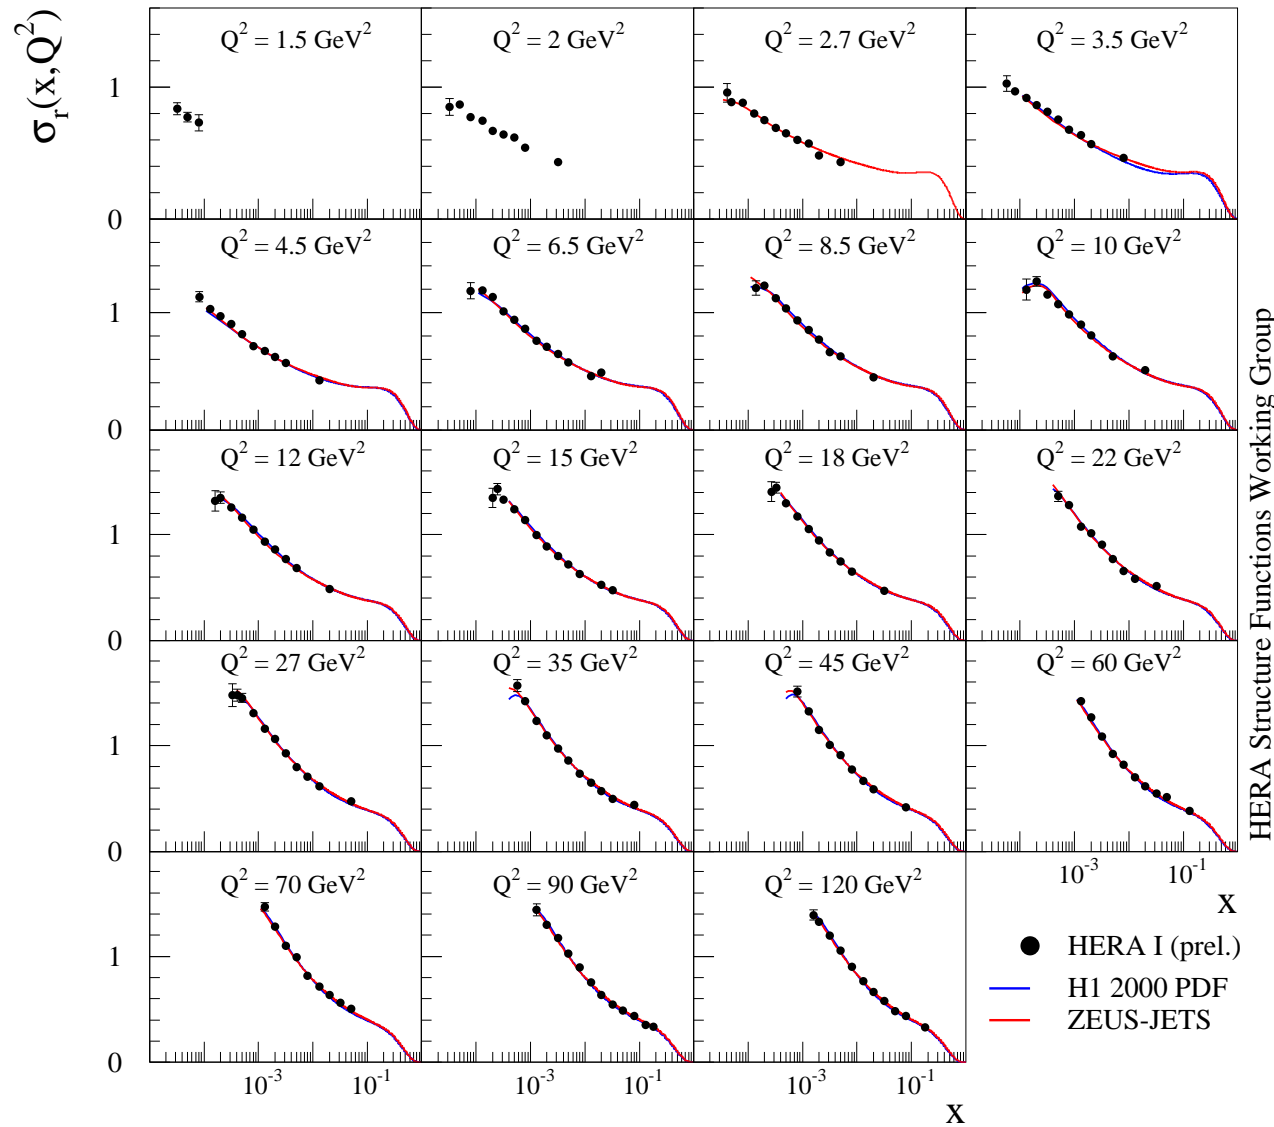 σr(x,Q²)
Q² = 1.5 GeV²
Q² = 2 GeV²
Q² = 2.7 GeV²
Q² = 3.5 GeV²
1
0
Q² = 4.5 GeV²
Q² = 6.5 GeV²
Q² = 8.5 GeV²
Q² = 10 GeV²
1
0
Q² = 12 GeV²
Q² = 15 GeV²
Q² = 18 GeV²
Q² = 22 GeV²
1
0
Q² = 27 GeV²
Q² = 35 GeV²
Q² = 45 GeV²
Q² = 60 GeV²
1
0
10⁻³
10⁻¹
x
Q² = 70 GeV²
Q² = 90 GeV²
Q² = 120 GeV²
1
0
10⁻³
10⁻¹
10⁻³
10⁻¹
10⁻³
10⁻¹
x
HERA I (prel.)
H1 2000 PDF
ZEUS-JETS
HERA Structure Functions Working Group